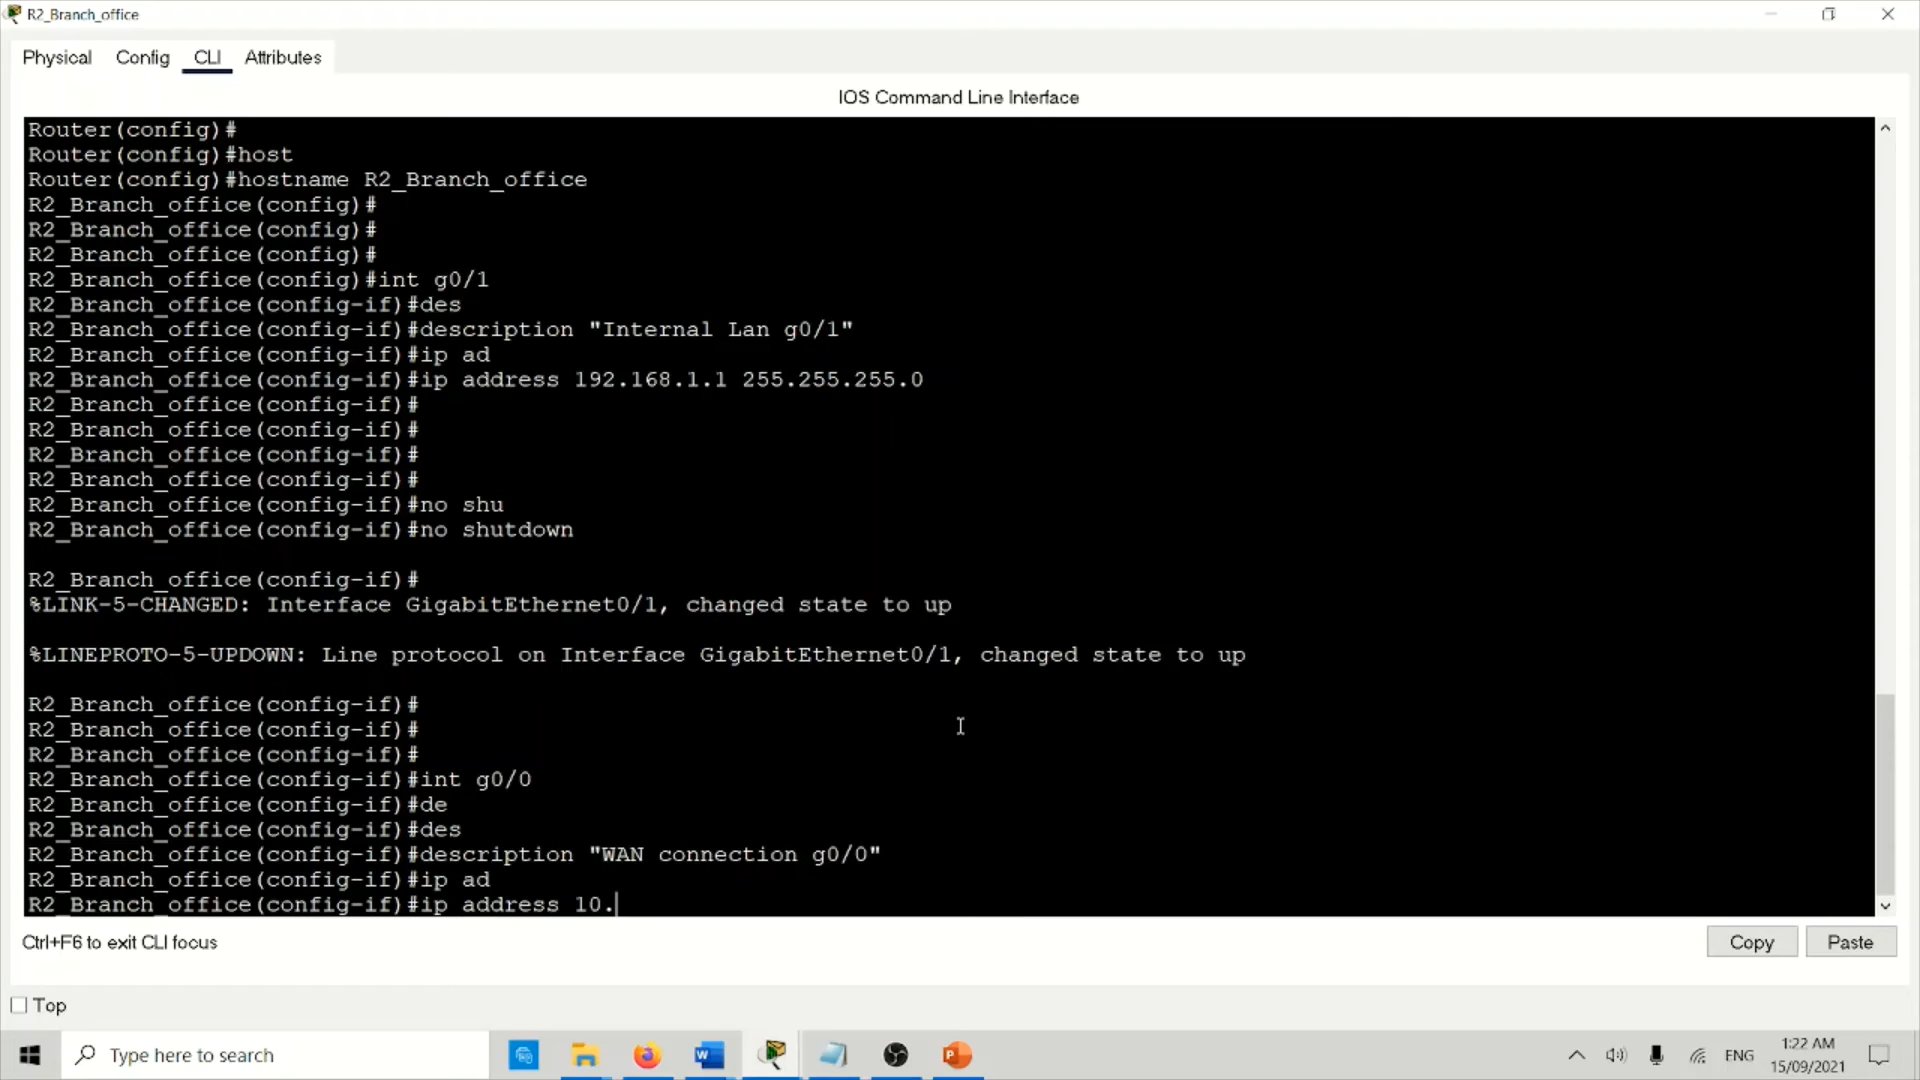 R2_Branch_office
Physical Config CLI Attributes
IOS Command Line Interface
Router(config)#
Router(config)#host
Router(config)#hostname R2_Branch_office
R2_Branch_office(config)#
R2_Branch_office(config)#
R2_Branch_office(config)#
R2_Branch_office(config)#int g0/1
R2_Branch_office(config-if)#des
R2_Branch_office(config-if)#description "Internal Lan g0/1"
R2_Branch_office(config-if)#ip ad
R2_Branch_office(config-if)#ip address 192.168.1.1 255.255.255.0
R2_Branch_office(config-if)#
R2_Branch_office(config-if)#
R2_Branch_office(config-if)#
R2_Branch_office(config-if)#
R2_Branch_office(config-if)#no shu
R2_Branch_office(config-if)#no shutdown
R2_Branch_office(config-if)#
%LINK-5-CHANGED: Interface GigabitEthernet0/1, changed state to up
%LINEPROTO-5-UPDOWN: Line protocol on Interface GigabitEthernet0/1, changed state to up
R2_Branch_office(config-if)#
R2_Branch_office(config-if)#
R2_Branch_office(config-if)#
R2_Branch_office(config-if)#int g0/0
R2_Branch_office(config-if)#de
R2_Branch_office(config-if)#des
R2_Branch_office(config-if)#description "WAN connection g0/0"
R2_Branch_office(config-if)#ip ad
R2_Branch_office(config-if)#ip address 10.
Ctrl+F6 to exit CLI focus
Copy Paste
Top
Type here to search
ENG
1:22 AM
15/09/2021